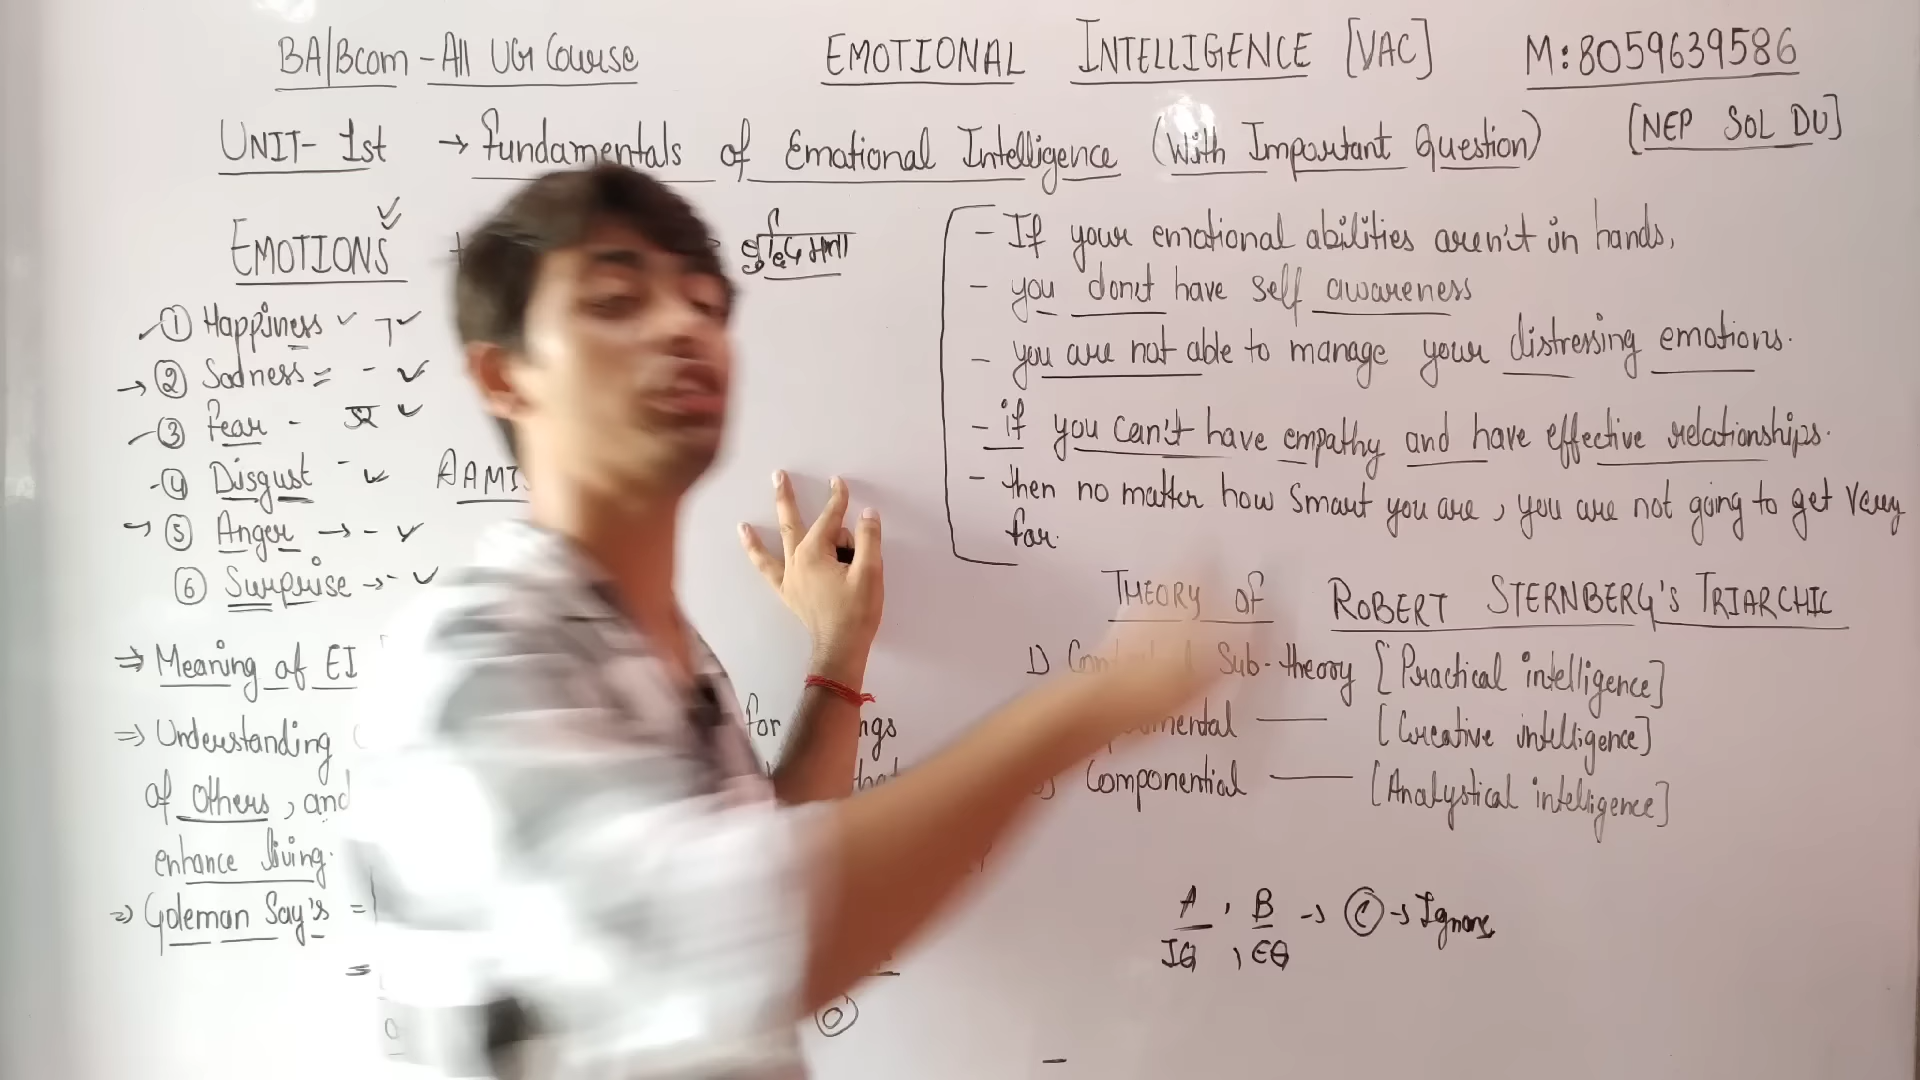 BA/Bcom - All UG Course
EMOTIONAL INTELLIGENCE [VAC]
M: 8059639586
[NEP SOL DU]
UNIT- 1st → Fundamentals of Emotional Intelligence (With Important Question)
EMOTIONS
① Happiness
→ ② Sadness
③ Fear - डर
④ Disgust -
⑤ Anger → -
⑥ Surprise → -
⇒ Meaning of EI
⇒ Understanding
of others, and
enhance living.
⇒ Goleman Say's =
for
- If your emotional abilities aren't in hands,
- you don't have self awareness
- you are not able to manage your distressing emotions.
- if you can't have empathy and have effective relationships.
- then no matter how smart you are, you are not going to get very
far.
THEORY OF ROBERT STERNBERG'S TRIARCHIC
1) Sub-theory [Practical intelligence]
[Creative intelligence]
Componential — [Analystical intelligence]
A, B → C → Ignore
IQ, EQ